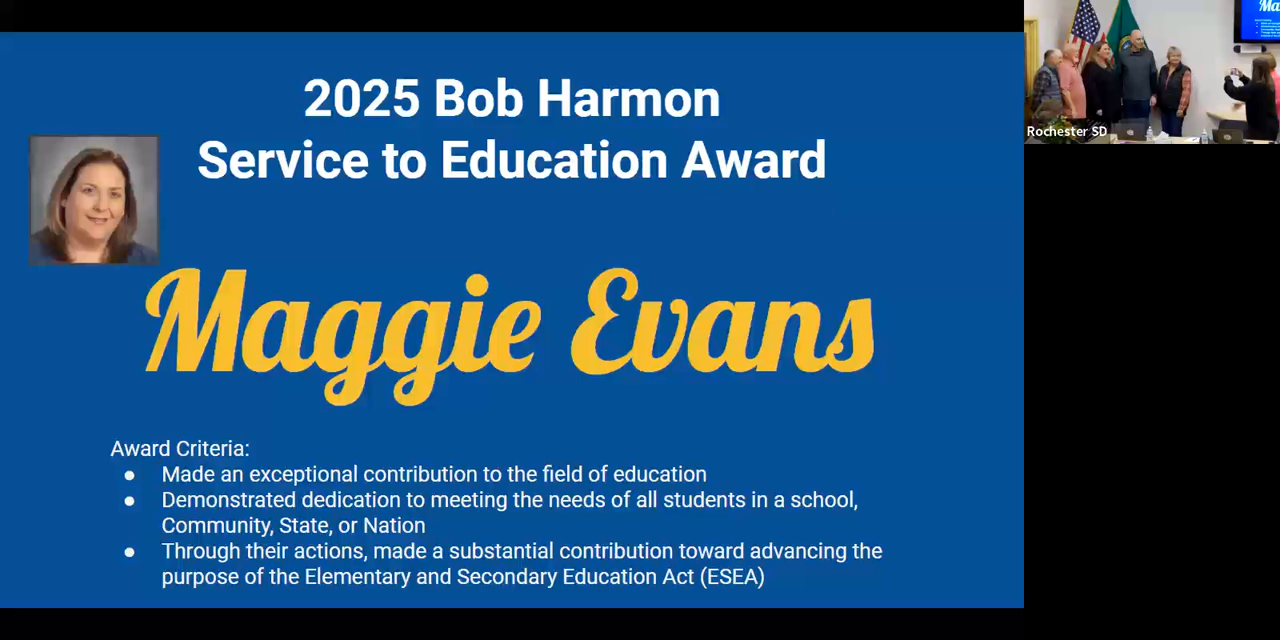 2025 Bob Harmon
Service to Education Award
Maggie Evans
Award Criteria:
● Made an exceptional contribution to the field of education
● Demonstrated dedication to meeting the needs of all students in a school,
Community, State, or Nation
● Through their actions, made a substantial contribution toward advancing the
purpose of the Elementary and Secondary Education Act (ESEA)
Ma
Rochester SD